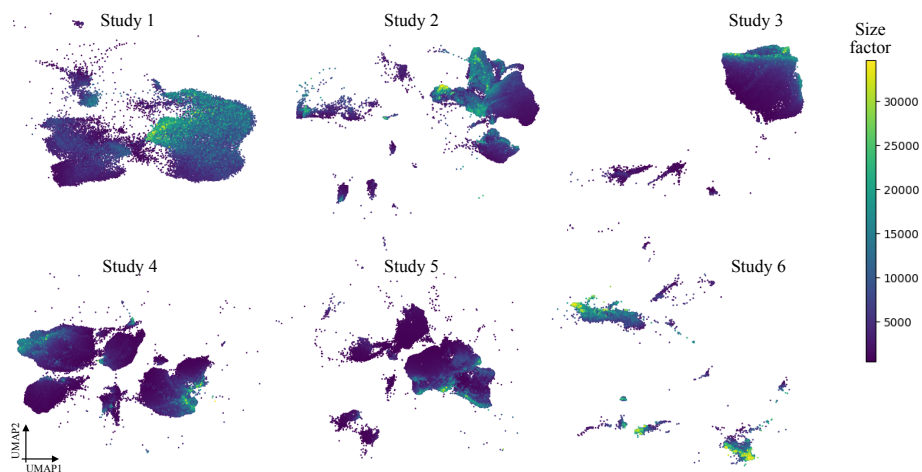 Study 1
Study 2
Study 3
Size
factor
30000
25000
20000
15000
10000
5000
Study 4
Study 5
Study 6
UMAP2
UMAP1